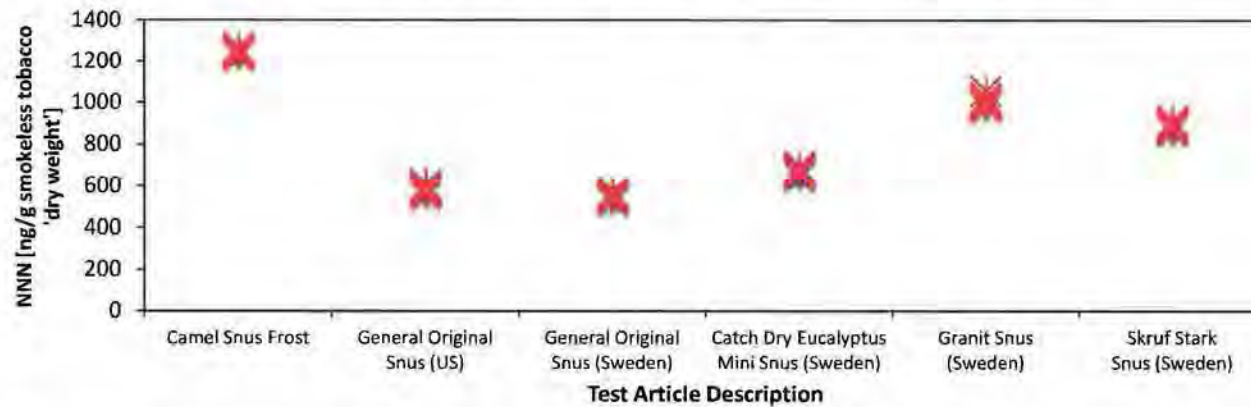 NNN [ng/g smokeless tobacco
'dry weight']
1400
1200
1000
800
600
400
200
0
Camel Snus Frost
General Original
Snus (US)
General Original
Snus (Sweden)
Catch Dry Eucalyptus
Mini Snus (Sweden)
Granit Snus
(Sweden)
Skruf Stark
Snus (Sweden)
Test Article Description